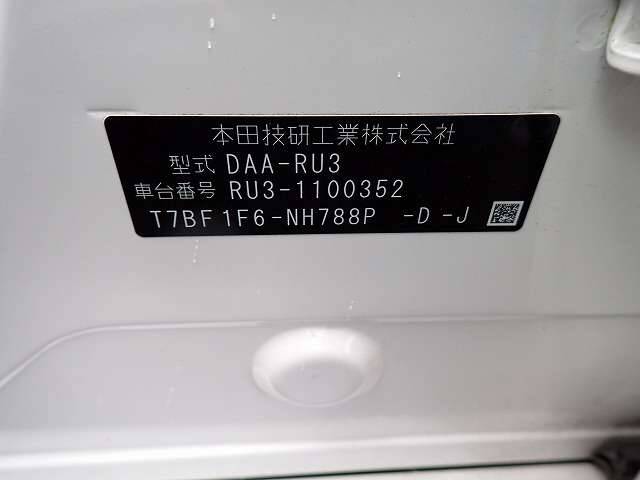 本田技研工業株式会社
型式 DAA-RU3
車台番号 RU3-1100352
T7BF1F6-NH788P -D-J